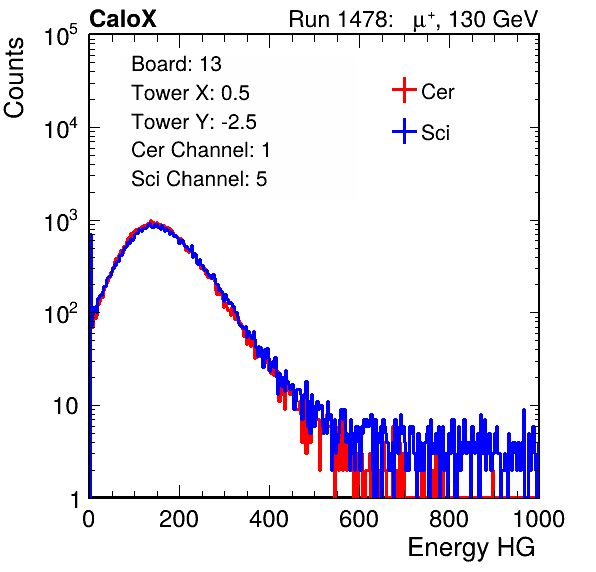 CaloX Run 1478: μ⁺, 130 GeV
Counts
10⁵
10⁴
10³
10²
10
1
Board: 13
Tower X: 0.5
Tower Y: -2.5
Cer Channel: 1
Sci Channel: 5
Cer
Sci
0 200 400 600 800 1000
Energy HG